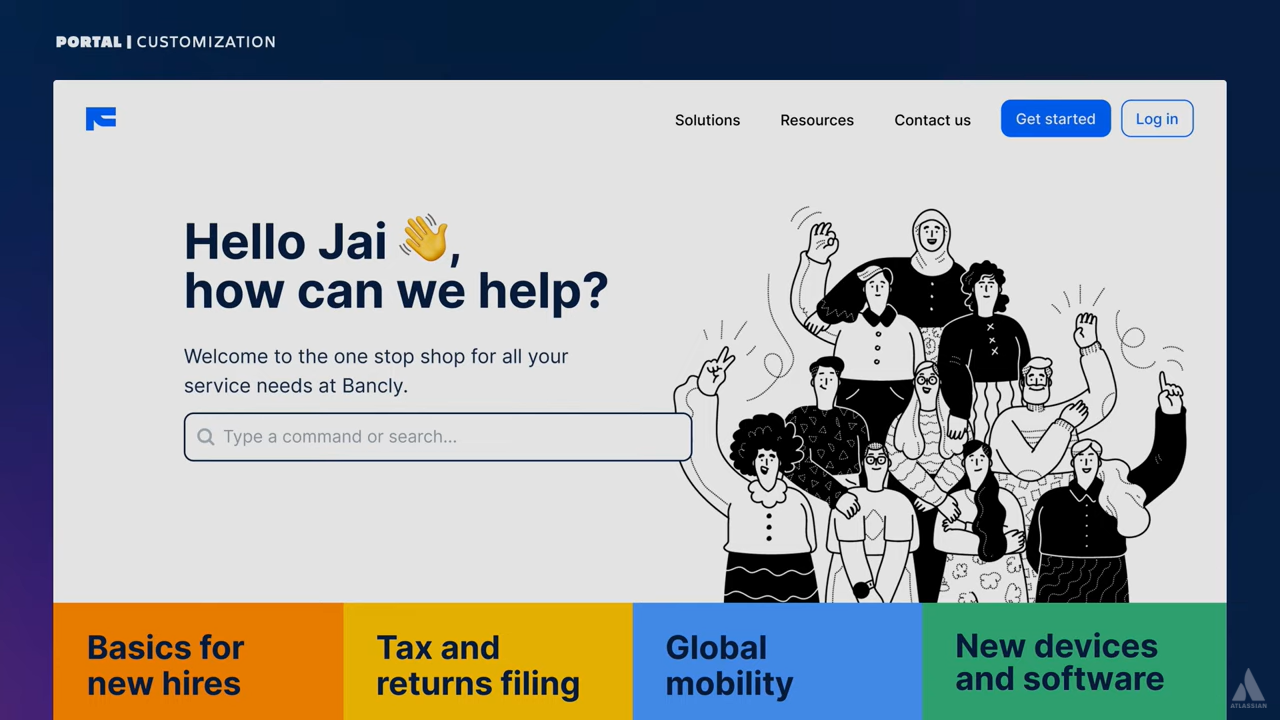 PORTAL | CUSTOMIZATION
Solutions
Resources
Contact us
Get started
Log in
Hello Jai 👋,
how can we help?
Welcome to the one stop shop for all your
service needs at Bancly.
Type a command or search...
Basics for
new hires
Tax and
returns filing
Global
mobility
New devices
and software
ATLASSIAN